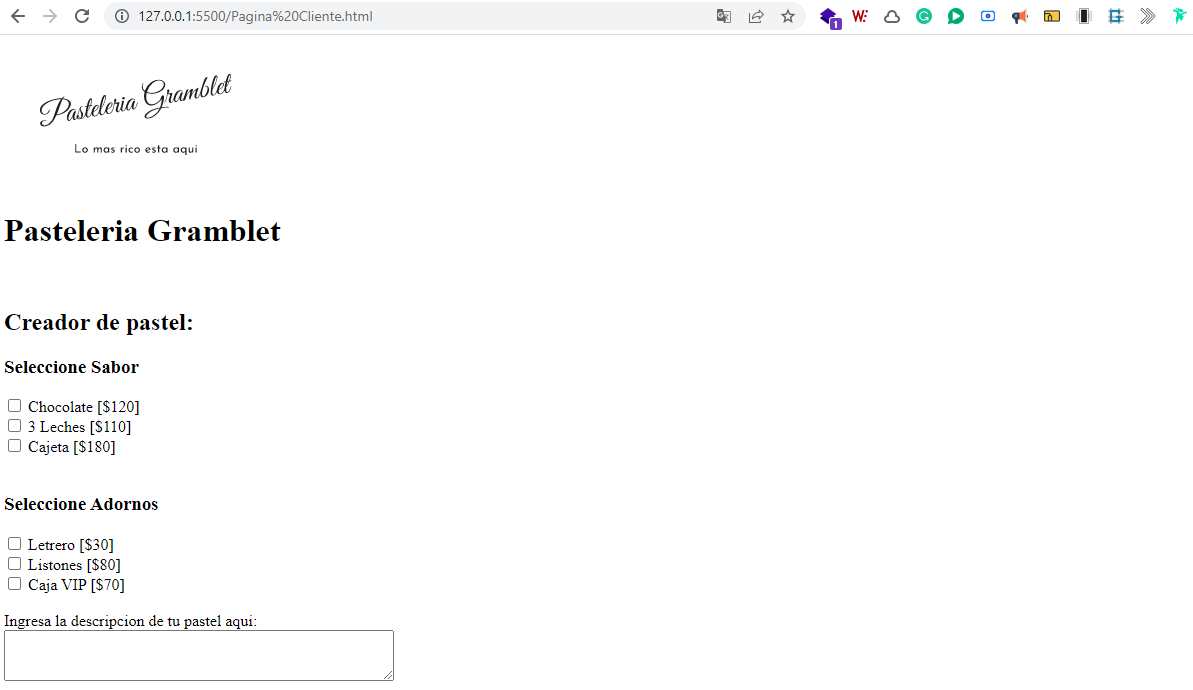 127.0.0.1:5500/Pagina%20Cliente.html
1
Pasteleria Gramblet
Lo mas rico esta aqui
Pasteleria Gramblet
Creador de pastel:
Seleccione Sabor
Chocolate [$120]
3 Leches [$110]
Cajeta [$180]
Seleccione Adornos
Letrero [$30]
Listones [$80]
Caja VIP [$70]
Ingresa la descripcion de tu pastel aqui: